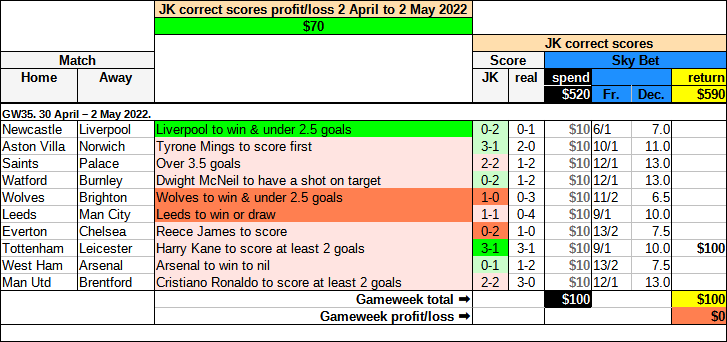 JK correct scores profit/loss 2 April to 2 May 2022
$70
JK correct scores
Match Score Sky Bet
Home Away JK real spend return
$520 Fr. Dec. $590
GW35. 30 April – 2 May 2022.
Newcastle Liverpool Liverpool to win & under 2.5 goals 0-2 0-1 $10 6/1 7.0
Aston Villa Norwich Tyrone Mings to score first 3-1 2-0 $10 10/1 11.0
Saints Palace Over 3.5 goals 2-2 1-2 $10 12/1 13.0
Watford Burnley Dwight McNeil to have a shot on target 0-2 1-2 $10 12/1 13.0
Wolves Brighton Wolves to win & under 2.5 goals 1-0 0-3 $10 11/2 6.5
Leeds Man City Leeds to win or draw 1-1 0-4 $10 9/1 10.0
Everton Chelsea Reece James to score 0-2 1-0 $10 13/2 7.5
Tottenham Leicester Harry Kane to score at least 2 goals 3-1 3-1 $10 9/1 10.0 $100
West Ham Arsenal Arsenal to win to nil 0-1 1-2 $10 13/2 7.5
Man Utd Brentford Cristiano Ronaldo to score at least 2 goals 2-2 3-0 $10 12/1 13.0
Gameweek total ➡ $100 $100
Gameweek profit/loss ➡ $0